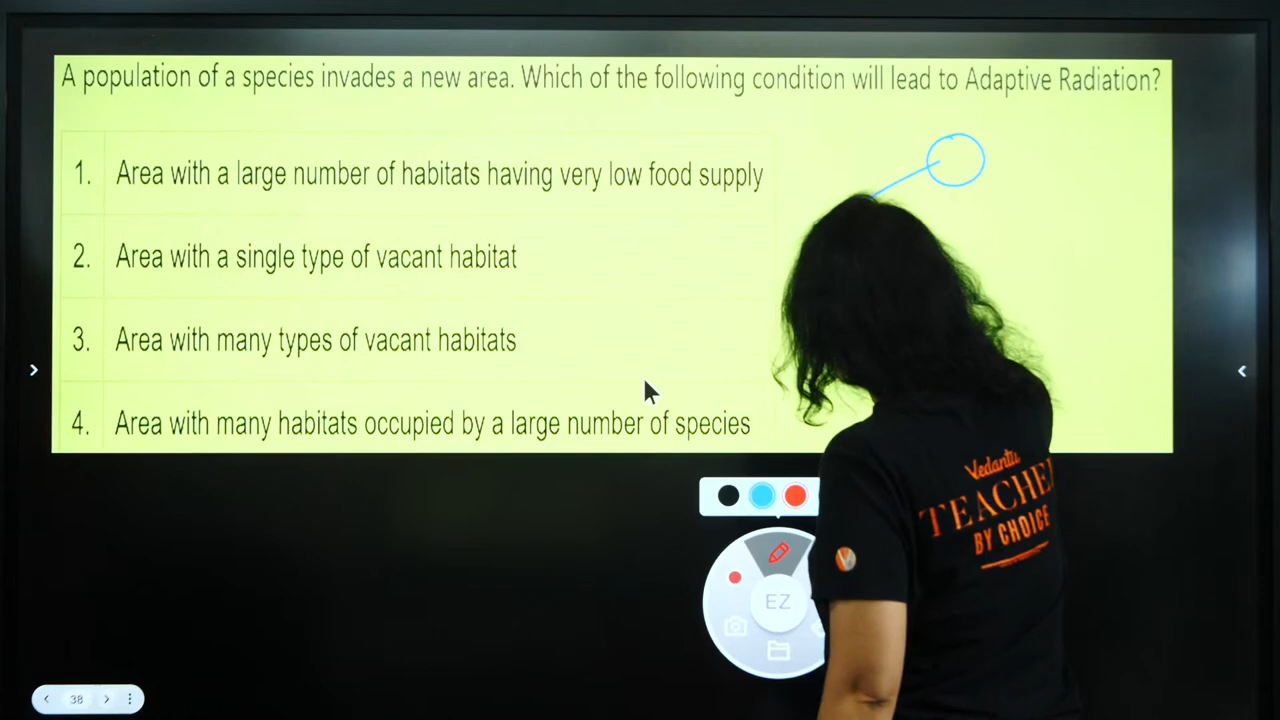 A population of a species invades a new area. Which of the following condition will lead to Adaptive Radiation?
1. Area with a large number of habitats having very low food supply
2. Area with a single type of vacant habitat
3. Area with many types of vacant habitats
4. Area with many habitats occupied by a large number of species
Vedantu
TEACHE
BY CHOICE
EZ
38